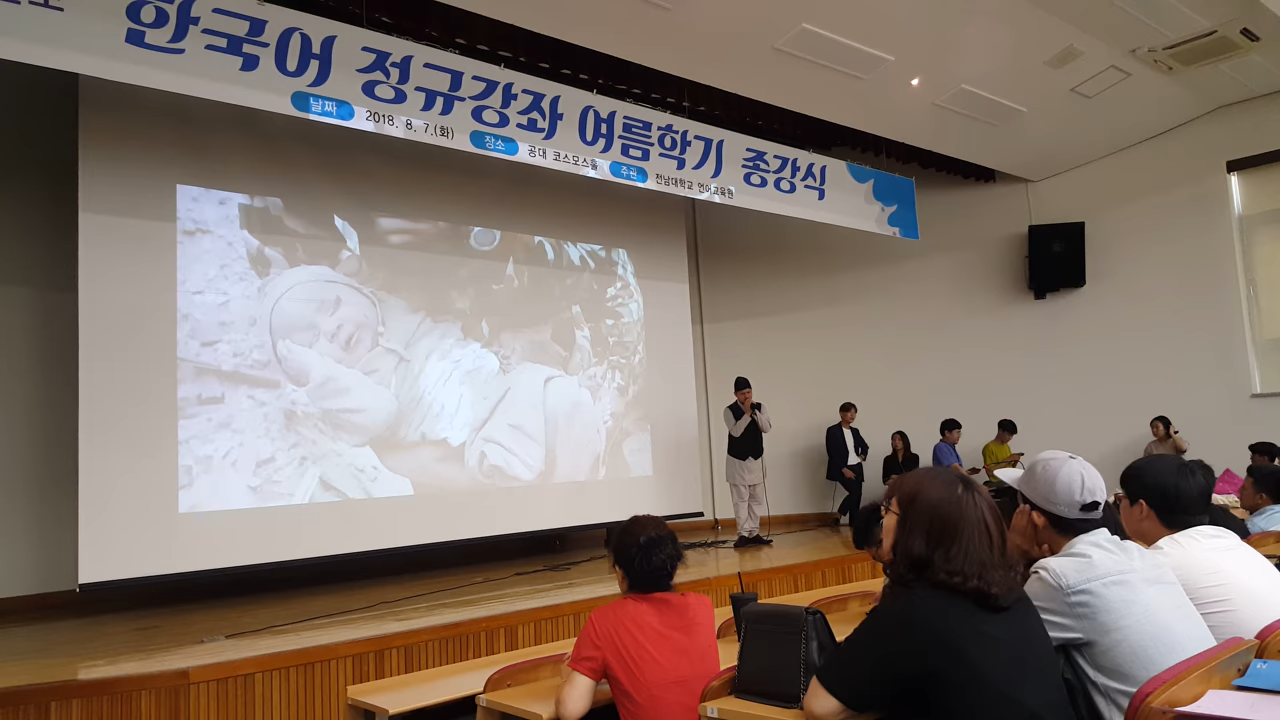 한국어 정규강좌 여름학기 종강식
날짜 2018. 8. 7.(화) 장소 공대 코스모스홀 주관 전남대학교 언어교육원